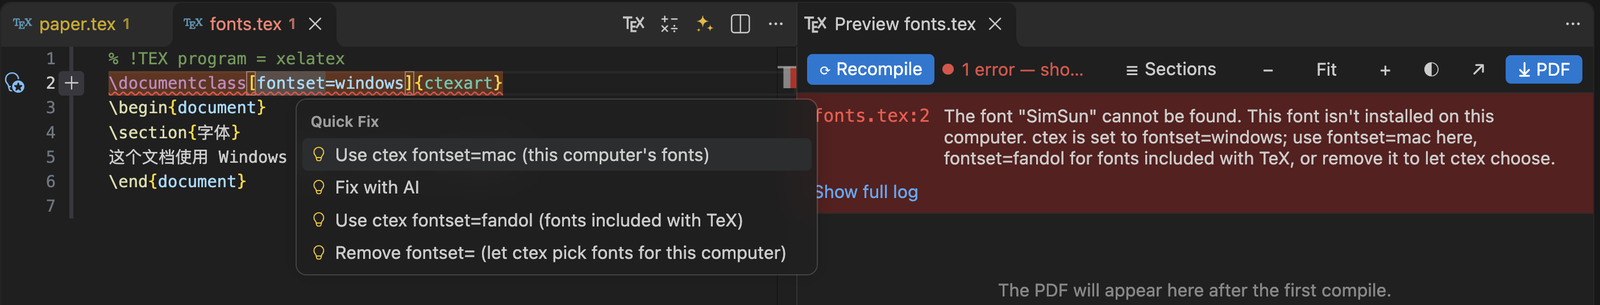 TEX paper.tex 1
TEX fonts.tex 1
TEX
TEX Preview fonts.tex
1 % !TEX program = xelatex
2 \documentclass[fontset=windows]{ctexart}
3 \begin{document}
4 \section{字体}
5 这个文档使用 Windows
6 \end{document}
7
Quick Fix
Use ctex fontset=mac (this computer's fonts)
Fix with AI
Use ctex fontset=fandol (fonts included with TeX)
Remove fontset= (let ctex pick fonts for this computer)
Recompile
1 error — sho...
Sections
Fit
PDF
fonts.tex:2
The font "SimSun" cannot be found. This font isn't installed on this
computer. ctex is set to fontset=windows; use fontset=mac here,
fontset=fandol for fonts included with TeX, or remove it to let ctex choose.
Show full log
The PDF will appear here after the first compile.